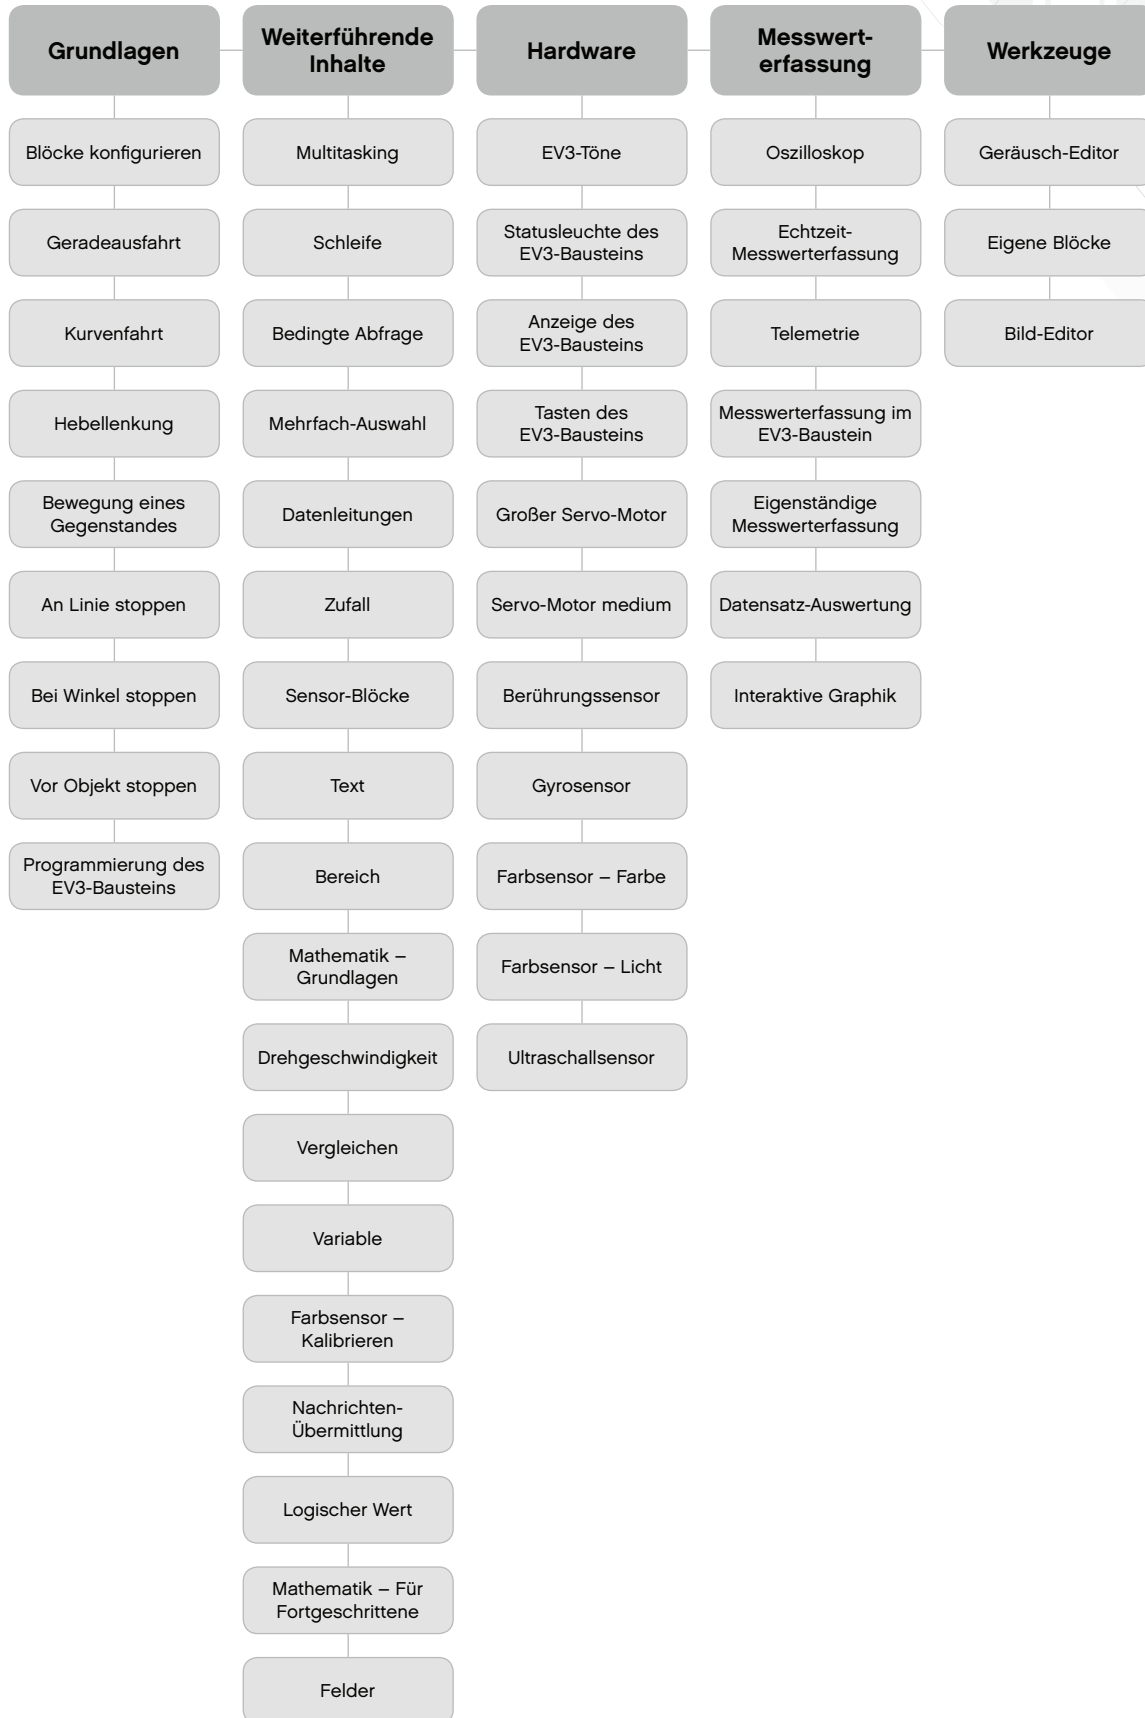 Grundlagen
Blöcke konfigurieren
Geradeausfahrt
Kurvenfahrt
Hebellenkung
Bewegung eines
Gegenstandes
An Linie stoppen
Bei Winkel stoppen
Vor Objekt stoppen
Programmierung des
EV3-Bausteins
Weiterführende
Inhalte
Multitasking
Schleife
Bedingte Abfrage
Mehrfach-Auswahl
Datenleitungen
Zufall
Sensor-Blöcke
Text
Bereich
Mathematik –
Grundlagen
Drehgeschwindigkeit
Vergleichen
Variable
Farbsensor –
Kalibrieren
Nachrichten-
Übermittlung
Logischer Wert
Mathematik – Für
Fortgeschrittene
Felder
Hardware
EV3-Töne
Statusleuchte des
EV3-Bausteins
Anzeige des
EV3-Bausteins
Tasten des
EV3-Bausteins
Großer Servo-Motor
Servo-Motor medium
Berührungssensor
Gyrosensor
Farbsensor – Farbe
Farbsensor – Licht
Ultraschallsensor
Messwert-
erfassung
Oszilloskop
Echtzeit-
Messwerterfassung
Telemetrie
Messwerterfassung im
EV3-Baustein
Eigenständige
Messwerterfassung
Datensatz-Auswertung
Interaktive Graphik
Werkzeuge
Geräusch-Editor
Eigene Blöcke
Bild-Editor